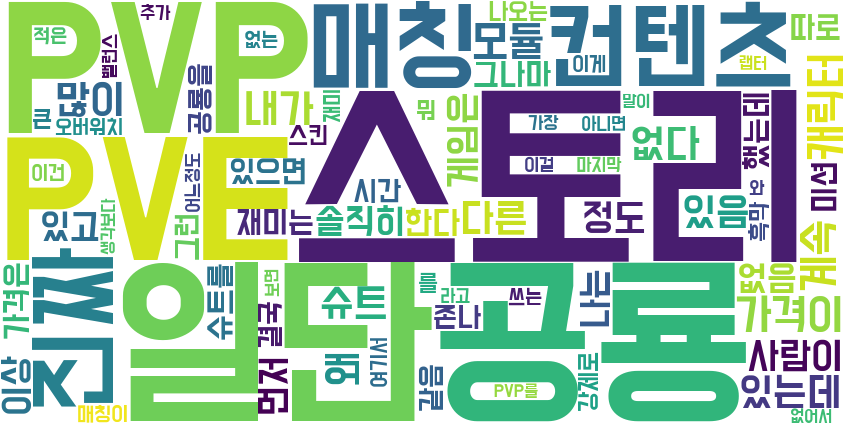 PVP
매칭
컨텐츠
추가
적은
밸런스
없는
나오는
모듈
이게
따로
랩터
많이
공룡을
내가
재미
그나마
뭐
말이
큰
오버워치
스킨
게임인
가장
아니면
없다
했는데
캐릭터
PVE
스토리
이건
어느정도
있으면
이걸
마지막
시간
와
미션
있고
생각보다
그런
재미는
솔직히
한다
다른
정도
있음
흑막
계속
가격은
진짜
일단
공룡
슈트를
보면
슈트
를
라고
쓰는
나는
없음
가격이
결국
존나
이상
먼저
왜
여기서
같음
PVP를
강제로
사람이
있는데
매칭이
없어서